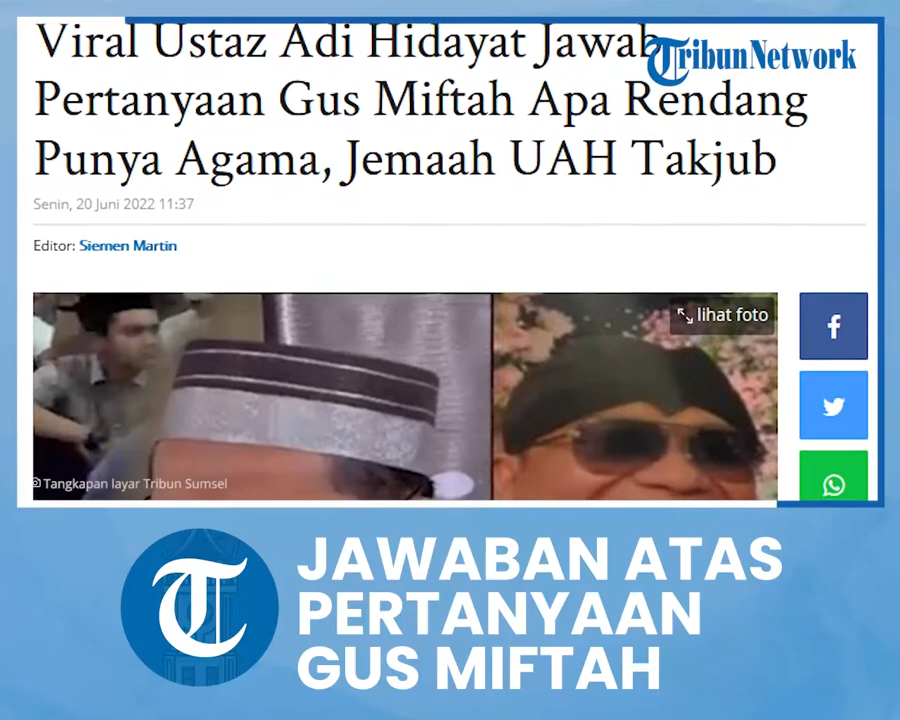 Viral Ustaz Adi Hidayat Jawab
TribunNetwork
Pertanyaan Gus Miftah Apa Rendang
Punya Agama, Jemaah UAH Takjub
Senin, 20 Juni 2022 11:37
Editor: Siemen Martin
lihat foto
Tangkapan layar Tribun Sumsel
JAWABAN ATAS
PERTANYAAN
GUS MIFTAH